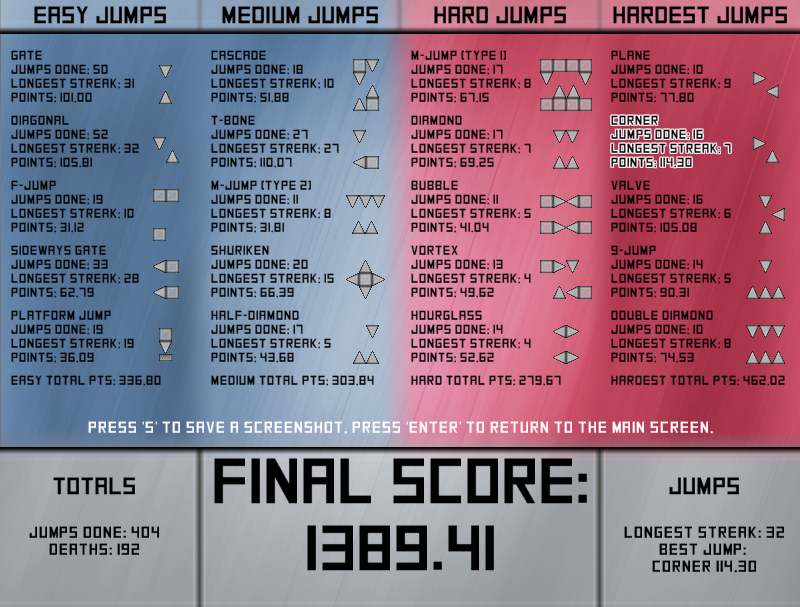 EASY JUMPS
GATE
JUMPS DONE: 50
LONGEST STREAK: 31
POINTS: 101.00
DIAGONAL
JUMPS DONE: 52
LONGEST STREAK: 32
POINTS: 105.81
F-JUMP
JUMPS DONE: 19
LONGEST STREAK: 10
POINTS: 31.12
SIDEWAYS GATE
JUMPS DONE: 33
LONGEST STREAK: 28
POINTS: 62.79
PLATFORM JUMP
JUMPS DONE: 19
LONGEST STREAK: 19
POINTS: 36.09
EASY TOTAL PTS: 336.80
MEDIUM JUMPS
CASCADE
JUMPS DONE: 18
LONGEST STREAK: 10
POINTS: 51.88
T-BONE
JUMPS DONE: 27
LONGEST STREAK: 27
POINTS: 110.07
M-JUMP (TYPE 2)
JUMPS DONE: 11
LONGEST STREAK: 8
POINTS: 31.81
SHURIKEN
JUMPS DONE: 20
LONGEST STREAK: 15
POINTS: 66.39
HALF-DIAMOND
JUMPS DONE: 17
LONGEST STREAK: 5
POINTS: 43.68
MEDIUM TOTAL PTS: 303.84
HARD JUMPS
M-JUMP (TYPE 1)
JUMPS DONE: 17
LONGEST STREAK: 8
POINTS: 67.15
DIAMOND
JUMPS DONE: 17
LONGEST STREAK: 7
POINTS: 69.25
BUBBLE
JUMPS DONE: 11
LONGEST STREAK: 5
POINTS: 41.04
VORTEX
JUMPS DONE: 13
LONGEST STREAK: 4
POINTS: 49.62
HOURGLASS
JUMPS DONE: 14
LONGEST STREAK: 4
POINTS: 52.62
HARD TOTAL PTS: 279.67
HARDEST JUMPS
PLANE
JUMPS DONE: 10
LONGEST STREAK: 9
POINTS: 77.80
CORNER
JUMPS DONE: 16
LONGEST STREAK: 7
POINTS: 114.30
VALVE
JUMPS DONE: 16
LONGEST STREAK: 6
POINTS: 105.08
9-JUMP
JUMPS DONE: 14
LONGEST STREAK: 5
POINTS: 90.31
DOUBLE DIAMOND
JUMPS DONE: 10
LONGEST STREAK: 8
POINTS: 74.53
HARDEST TOTAL PTS: 462.02
PRESS 'S' TO SAVE A SCREENSHOT. PRESS 'ENTER' TO RETURN TO THE MAIN SCREEN.
TOTALS
JUMPS DONE: 404
DEATHS: 192
FINAL SCORE:
1389.41
JUMPS
LONGEST STREAK: 32
BEST JUMP:
CORNER 114.30